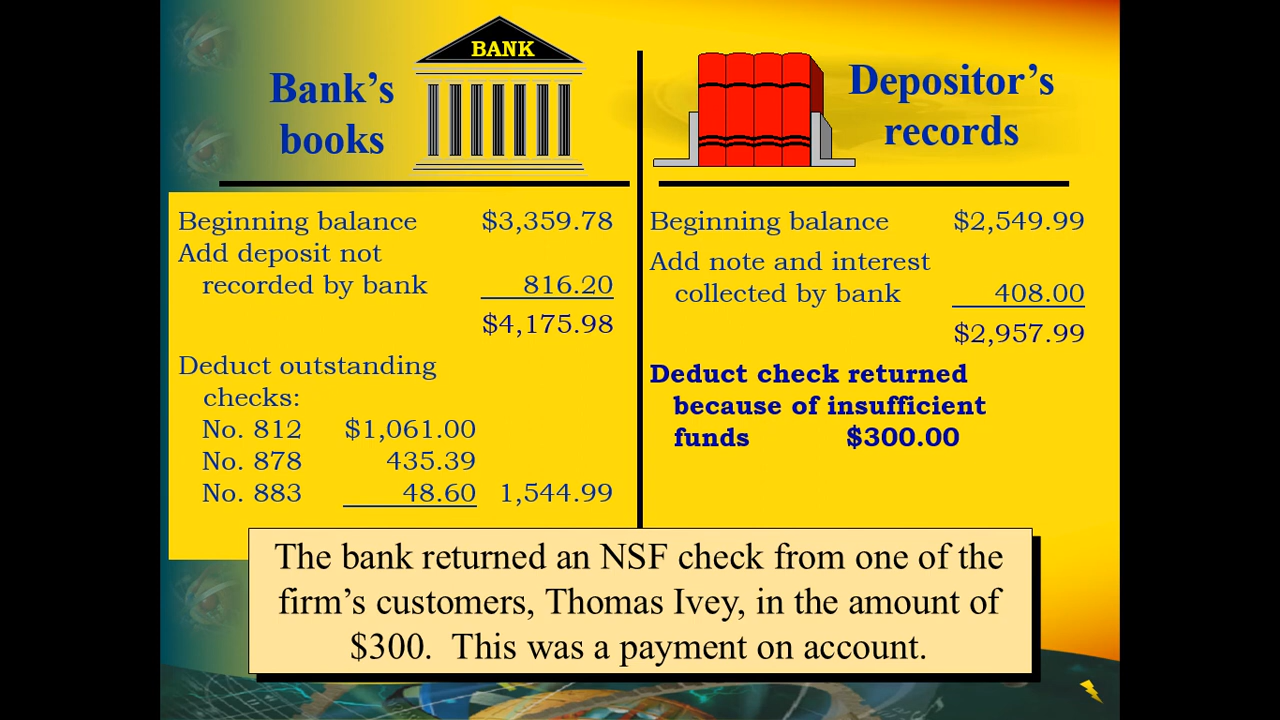 BANK
Bank’s
books
Depositor’s
records
Beginning balance $3,359.78
Add deposit not
recorded by bank 816.20
$4,175.98
Deduct outstanding
checks:
No. 812 $1,061.00
No. 878 435.39
No. 883 48.60 1,544.99
Beginning balance $2,549.99
Add note and interest
collected by bank 408.00
$2,957.99
Deduct check returned
because of insufficient
funds $300.00
The bank returned an NSF check from one of the
firm’s customers, Thomas Ivey, in the amount of
$300. This was a payment on account.